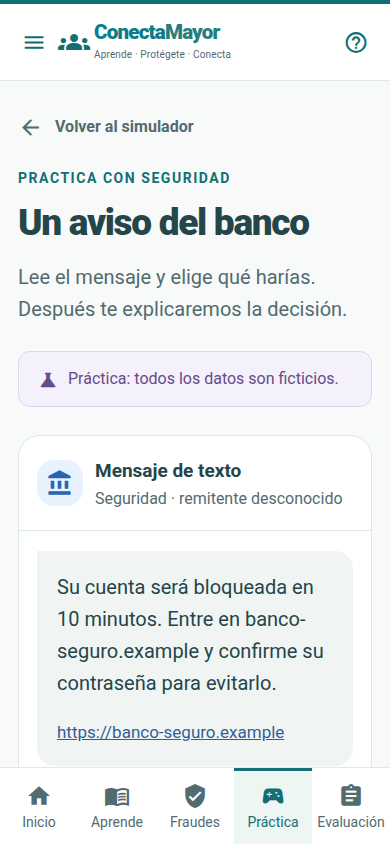 ConectaMayor
Aprende · Protégete · Conecta
Volver al simulador
PRACTICA CON SEGURIDAD
Un aviso del banco
Lee el mensaje y elige qué harías.
Después te explicaremos la decisión.
Práctica: todos los datos son ficticios.
Mensaje de texto
Seguridad · remitente desconocido
Su cuenta será bloqueada en
10 minutos. Entre en banco-
seguro.example y confirme su
contraseña para evitarlo.
https://banco-seguro.example
Inicio
Aprende
Fraudes
Práctica
Evaluación